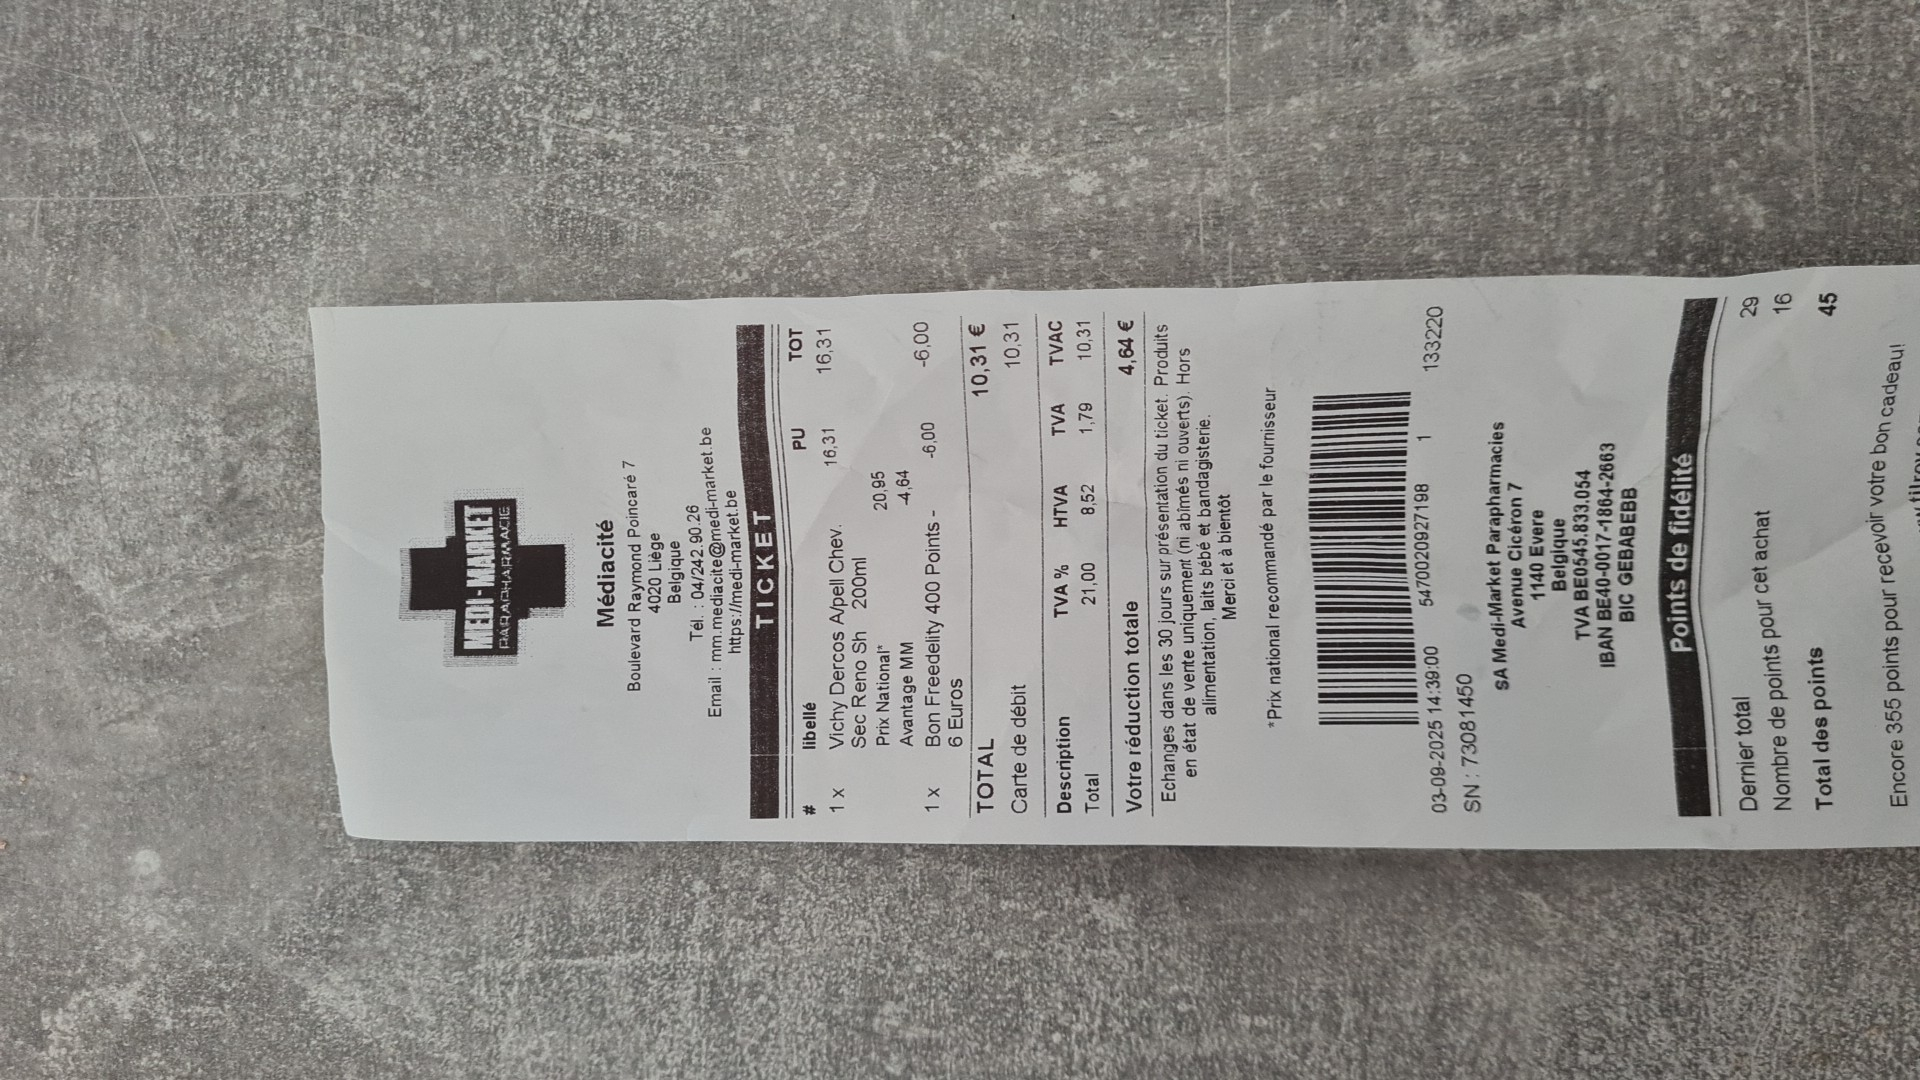 MEDI-MARKET
PARAPHARMACIE
Médiacité
Boulevard Raymond Poincaré 7
4020 Liège
Belgique
Tél. : 04/242.90.26
Email : mm.mediacite@medi-market.be
https://medi-market.be
TICKET
# libellé PU TOT
1 x Vichy Dercos Apell Chev. 16,31 16,31
Sec Reno Sh 200ml
Prix National* 20,95
Avantage MM -4,64
1 x Bon Freedelity 400 Points - -6,00 -6,00
6 Euros
TOTAL 10,31 €
Carte de débit 10,31
Description TVA % HTVA TVA TVAC
Total 21,00 8,52 1,79 10,31
Votre réduction totale 4,64 €
Echanges dans les 30 jours sur présentation du ticket. Produits
en état de vente uniquement (ni abîmés ni ouverts). Hors
alimentation, laits bébé et bandagisterie.
Merci et à bientôt
*Prix national recommandé par le fournisseur
03-09-2025 14:39:00 5470020927198 1 133220
SN : 73081450
SA Medi-Market Parapharmacies
Avenue Cicéron 7
1140 Evere
Belgique
TVA BE0545.833.054
IBAN BE40-0017-1864-2663
BIC GEBABEBB
Points de fidélité
Dernier total 29
Nombre de points pour cet achat 16
Total des points 45
Encore 355 points pour recevoir votre bon cadeau!